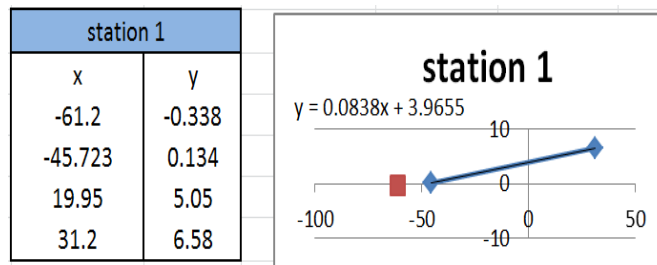 station 1
x y
-61.2 -0.338
-45.723 0.134
19.95 5.05
31.2 6.58
station 1
y = 0.0838x + 3.9655
10
0
-10
-100 -50 0 50